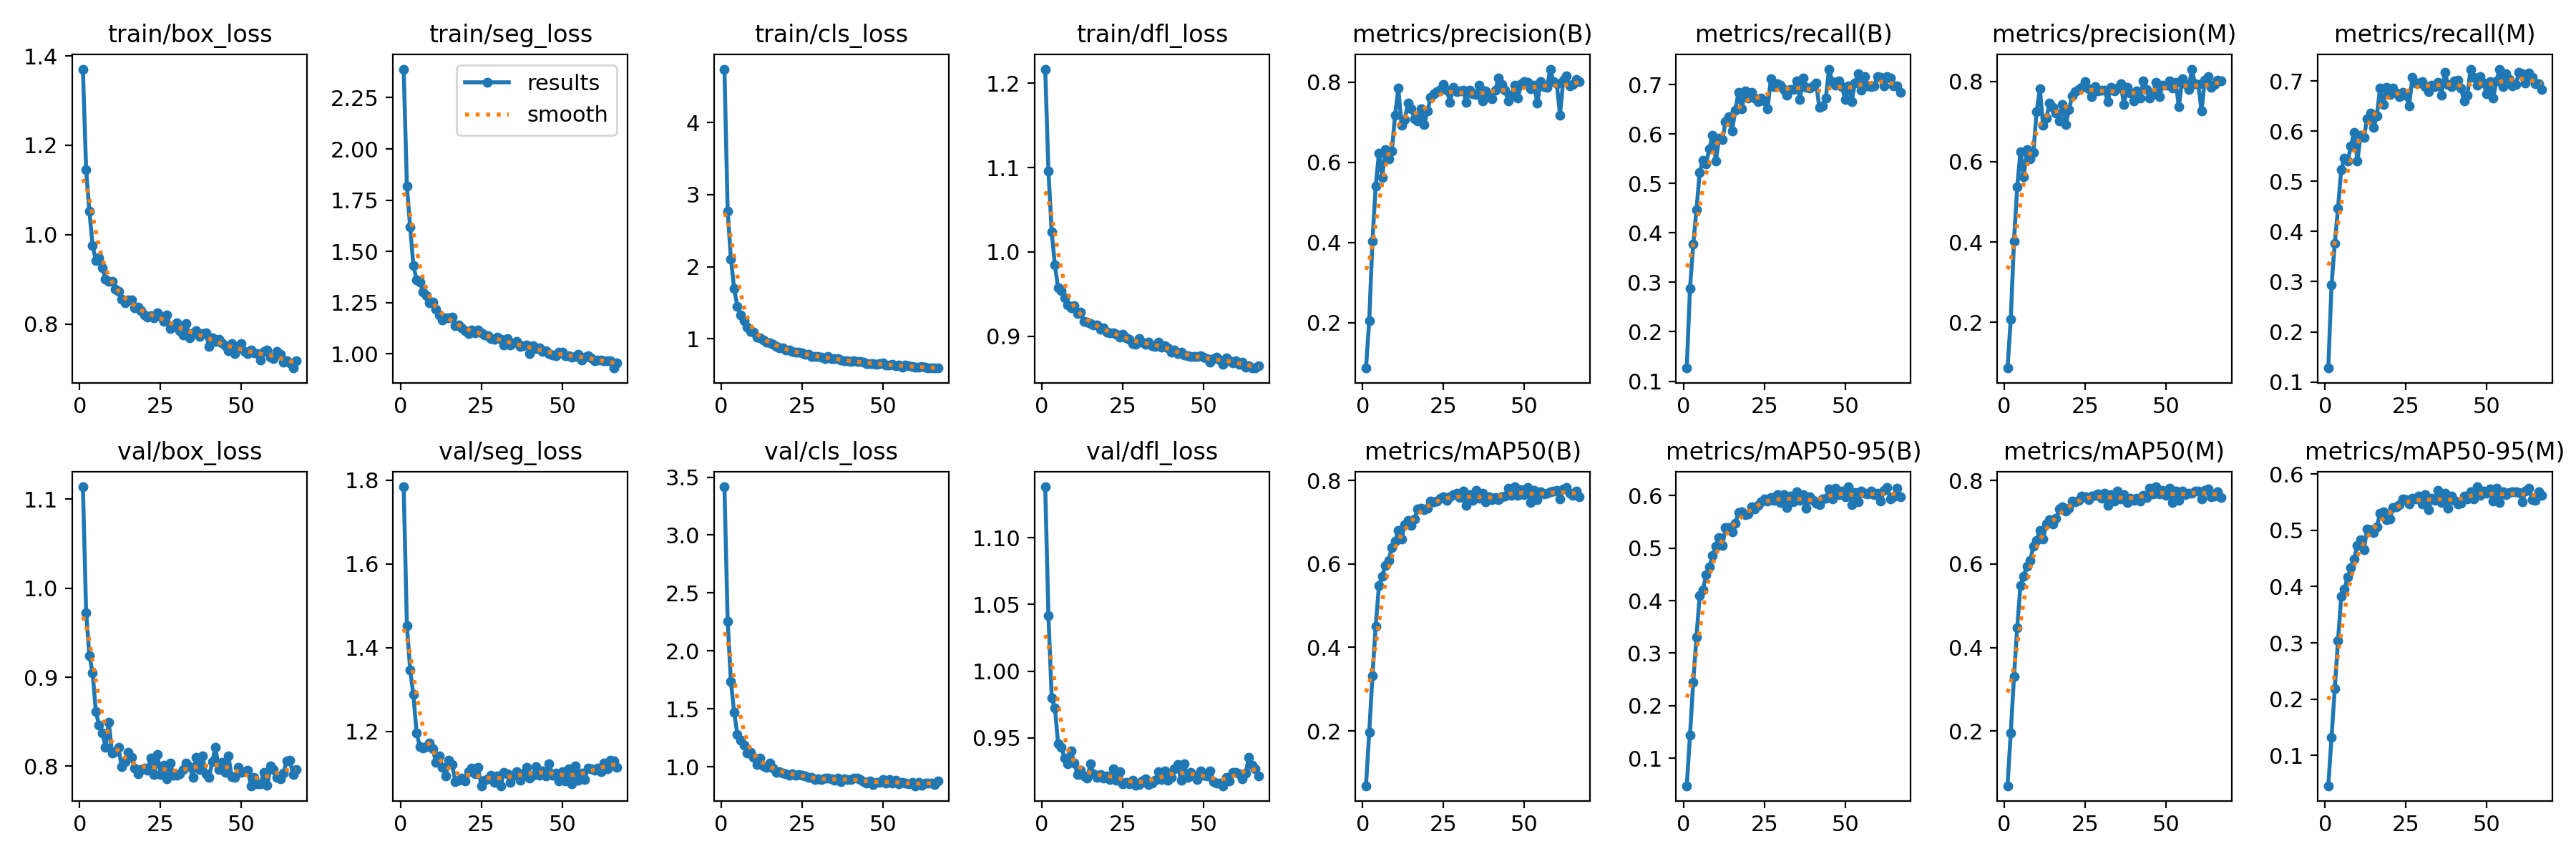 train/box_loss
train/seg_loss
train/cls_loss
train/dfl_loss
metrics/precision(B)
metrics/recall(B)
metrics/precision(M)
metrics/recall(M)
1.4
1.2
1.0
0.8
0 25 50
2.25
2.00
1.75
1.50
1.25
1.00
0 25 50
results
smooth
4
3
2
1
0 25 50
1.2
1.1
1.0
0.9
0 25 50
0.8
0.6
0.4
0.2
0 25 50
0.7
0.6
0.5
0.4
0.3
0.2
0.1
0 25 50
0.8
0.6
0.4
0.2
0 25 50
0.7
0.6
0.5
0.4
0.3
0.2
0.1
0 25 50
val/box_loss
val/seg_loss
val/cls_loss
val/dfl_loss
metrics/mAP50(B)
metrics/mAP50-95(B)
metrics/mAP50(M)
metrics/mAP50-95(M)
1.1
1.0
0.9
0.8
0 25 50
1.8
1.6
1.4
1.2
0 25 50
3.5
3.0
2.5
2.0
1.5
1.0
0 25 50
1.10
1.05
1.00
0.95
0 25 50
0.8
0.6
0.4
0.2
0 25 50
0.6
0.5
0.4
0.3
0.2
0.1
0 25 50
0.8
0.6
0.4
0.2
0 25 50
0.6
0.5
0.4
0.3
0.2
0.1
0 25 50